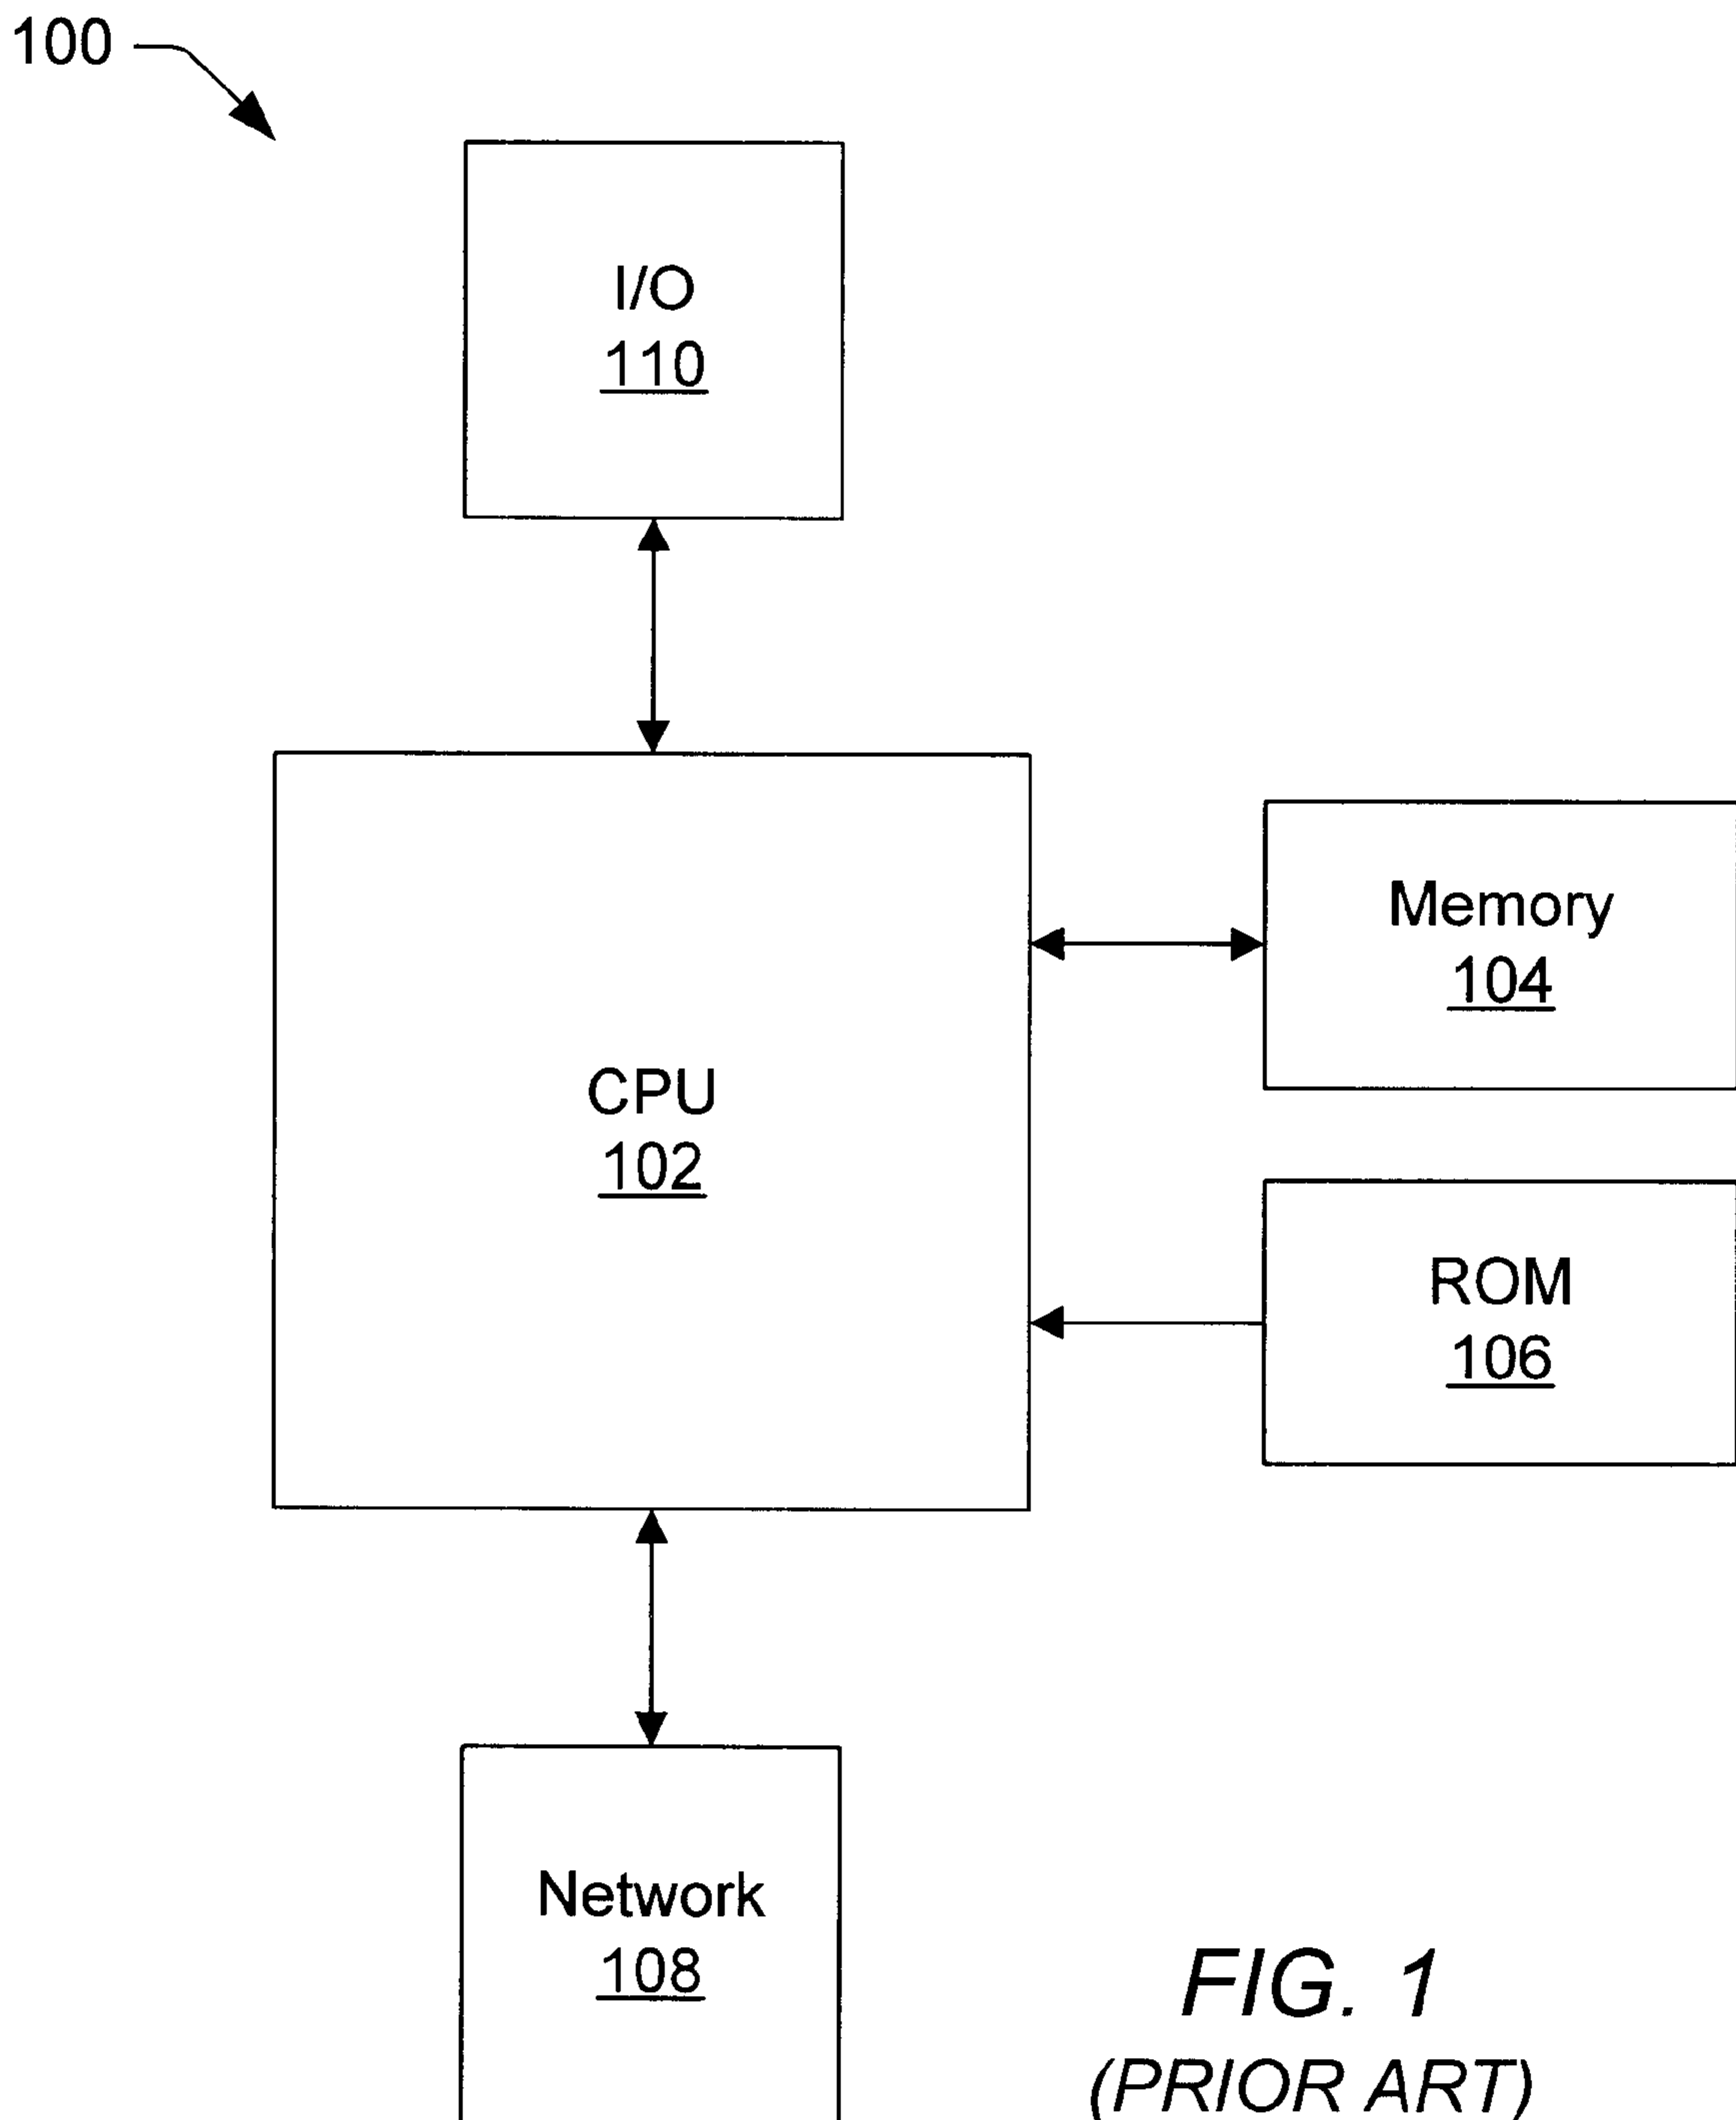 100
I/O
110
Memory
104
CPU
102
ROM
106
Network
108
FIG. 1
(PRIOR ART)